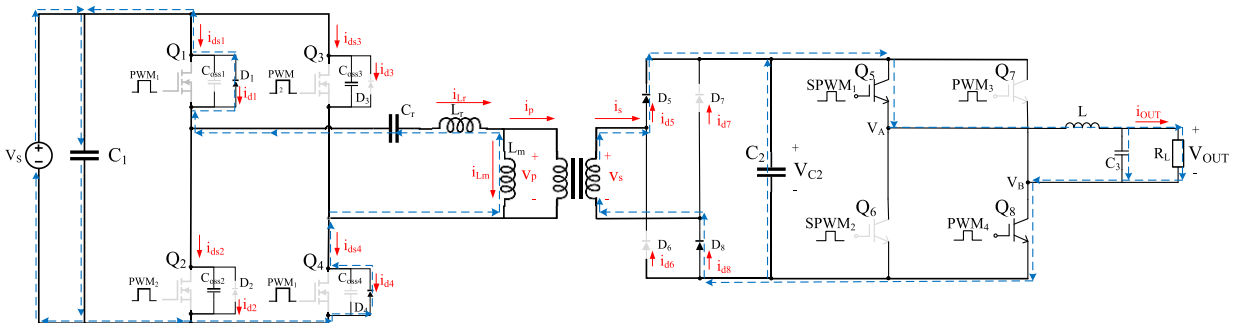 Vs
C1
Q1
ids1
PWM1
Coss1
D1
id1
Q3
ids3
PWM
2
Coss3
D3
id3
Cr
iLr
Lr
ip
is
Lm
iLm
+
vp
-
+
vs
-
Q2
ids2
PWM2
Coss2
D2
id2
Q4
ids4
PWM1
Coss4
D4
id4
D5
id5
D7
id7
D6
id6
D8
id8
C2
+
VC2
-
SPWM1
Q5
PWM3
Q7
VA
L
iOUT
C3
RL
+
VOUT
-
VB
SPWM2
Q6
PWM4
Q8